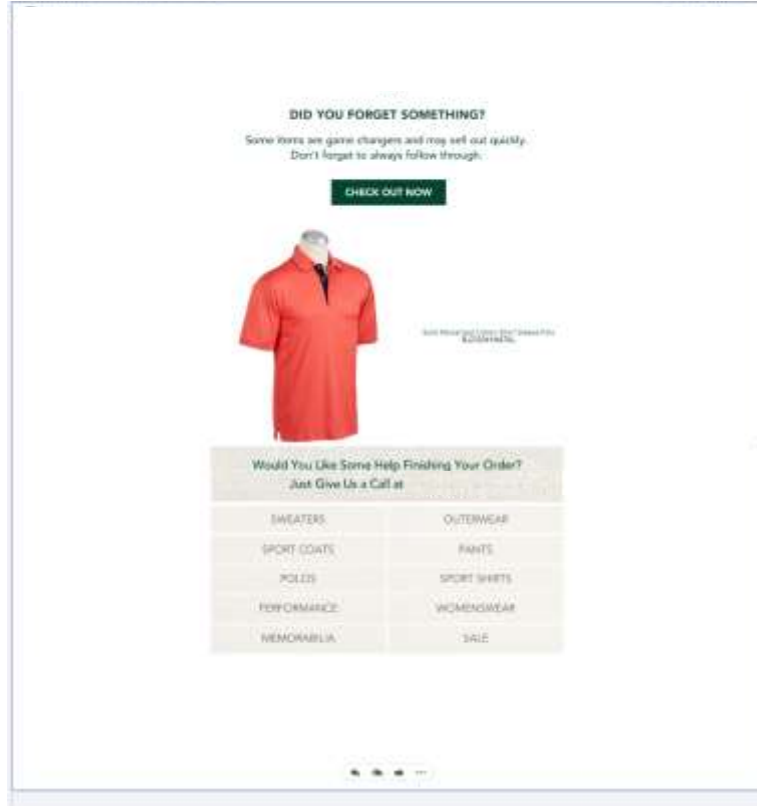 DID YOU FORGET SOMETHING?
Some items are game changers and may sell out quickly.
Don't forget to always follow through.
CHECK OUT NOW
Would You Like Some Help Finishing Your Order?
Just Give Us a Call at
SWEATERS
OUTERWEAR
SPORT COATS
PANTS
POLOS
SPORT SHIRTS
PERFORMANCE
WOMENSWEAR
MEMORABILIA
SALE